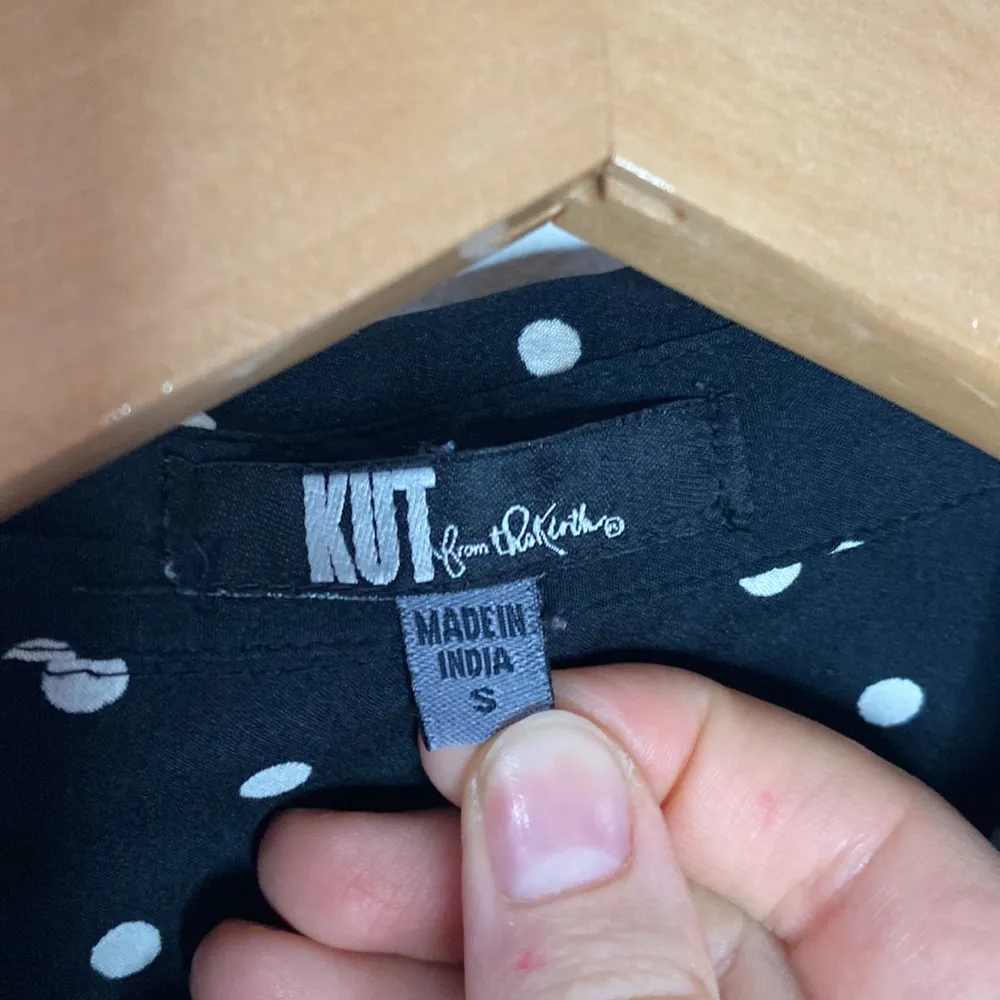 KUT from the Kloth®
MADE IN
INDIA
S